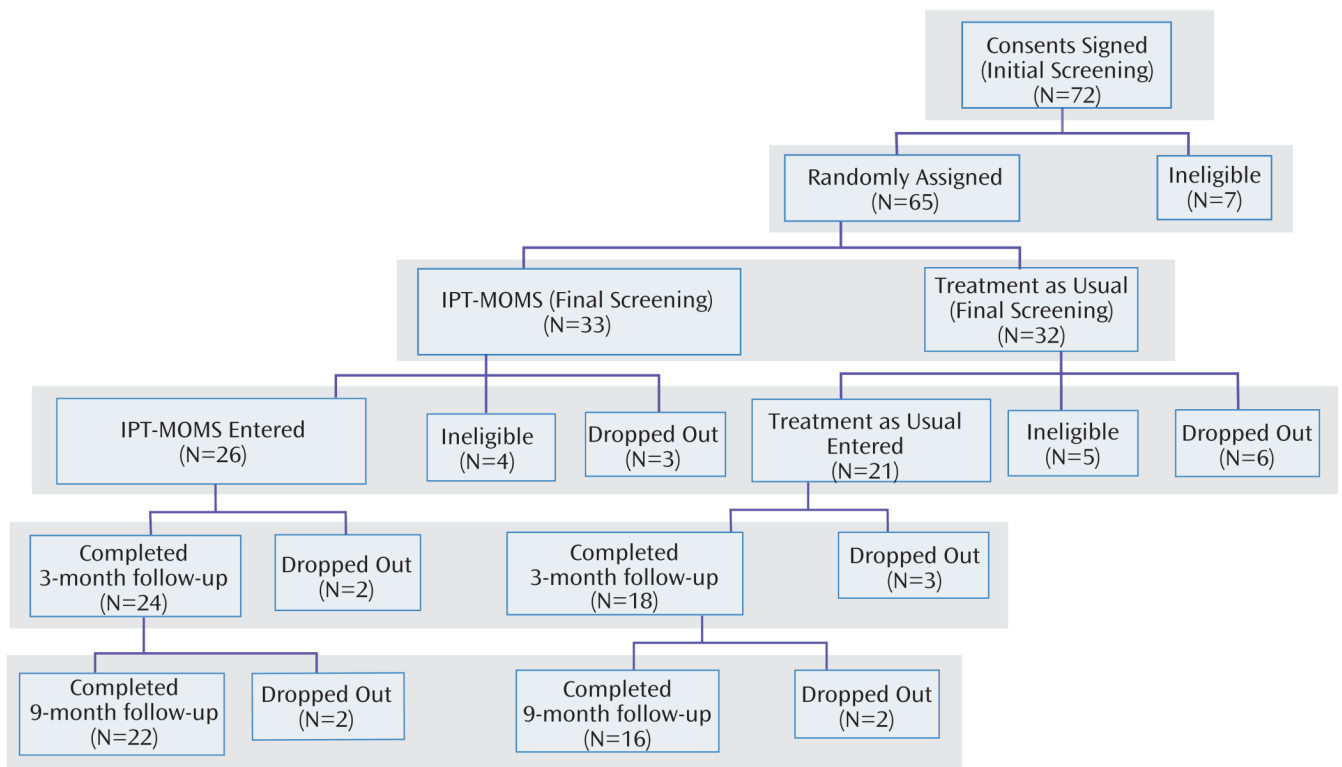 Consents Signed
(Initial Screening)
(N=72)
Randomly Assigned
(N=65)
Ineligible
(N=7)
IPT-MOMS (Final Screening)
(N=33)
Treatment as Usual
(Final Screening)
(N=32)
IPT-MOMS Entered
(N=26)
Ineligible
(N=4)
Dropped Out
(N=3)
Treatment as Usual
Entered
(N=21)
Ineligible
(N=5)
Dropped Out
(N=6)
Completed
3-month follow-up
(N=24)
Dropped Out
(N=2)
Completed
3-month follow-up
(N=18)
Dropped Out
(N=3)
Completed
9-month follow-up
(N=22)
Dropped Out
(N=2)
Completed
9-month follow-up
(N=16)
Dropped Out
(N=2)